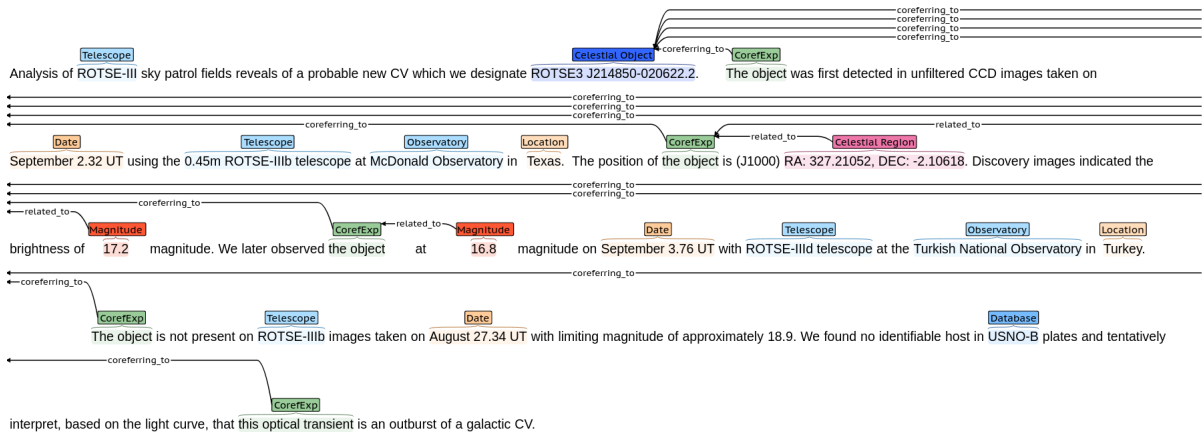 coreferring_to
coreferring_to
coreferring_to
coreferring_to
Telescope Celestial Object coreferring_to CorefExp
Analysis of ROTSE-III sky patrol fields reveals of a probable new CV which we designate ROTSE3 J214850-020622.2. The object was first detected in unfiltered CCD images taken on
coreferring_to
coreferring_to
coreferring_to
coreferring_to related_to
Date Telescope Observatory Location CorefExp related_to Celestial Region
September 2.32 UT using the 0.45m ROTSE-IIIb telescope at McDonald Observatory in Texas. The position of the object is (J1000) RA: 327.21052, DEC: -2.10618. Discovery images indicated the
coreferring_to
coreferring_to
coreferring_to
related_to
Magnitude CorefExp related_to Magnitude Date Telescope Observatory Location
brightness of 17.2 magnitude. We later observed the object at 16.8 magnitude on September 3.76 UT with ROTSE-IIId telescope at the Turkish National Observatory in Turkey.
coreferring_to
coreferring_to
CorefExp Telescope Date Database
The object is not present on ROTSE-IIIb images taken on August 27.34 UT with limiting magnitude of approximately 18.9. We found no identifiable host in USNO-B plates and tentatively
coreferring_to
CorefExp
interpret, based on the light curve, that this optical transient is an outburst of a galactic CV.